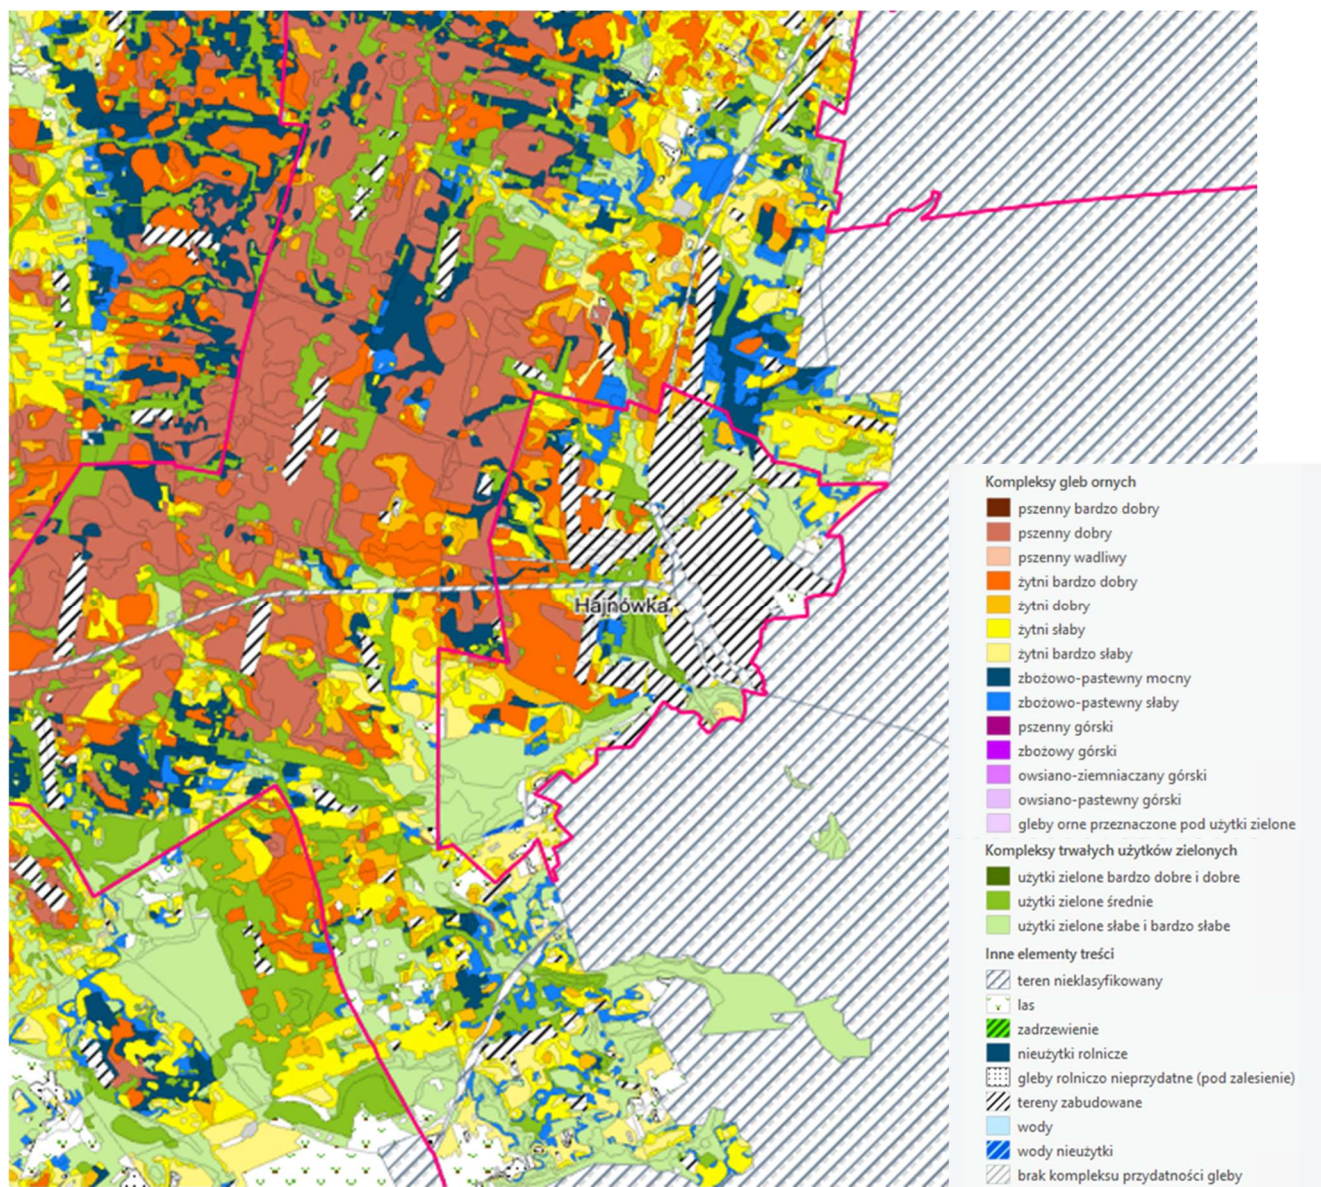 Hajnówka
Kompleksy gleb ornych
pszenny bardzo dobry
pszenny dobry
pszenny wadliwy
żytni bardzo dobry
żytni dobry
żytni słaby
żytni bardzo słaby
zbożowo-pastewny mocny
zbożowo-pastewny słaby
pszenny górski
zbożowy górski
owsiano-ziemniaczany górski
owsiano-pastewny górski
gleby orne przeznaczone pod użytki zielone
Kompleksy trwałych użytków zielonych
użytki zielone bardzo dobre i dobre
użytki zielone średnie
użytki zielone słabe i bardzo słabe
Inne elementy treści
teren nieklasyfikowany
las
zadrzewienie
nieużytki rolnicze
gleby rolniczo nieprzydatne (pod zalesienie)
tereny zabudowane
wody
wody nieużytki
brak kompleksu przydatności gleby